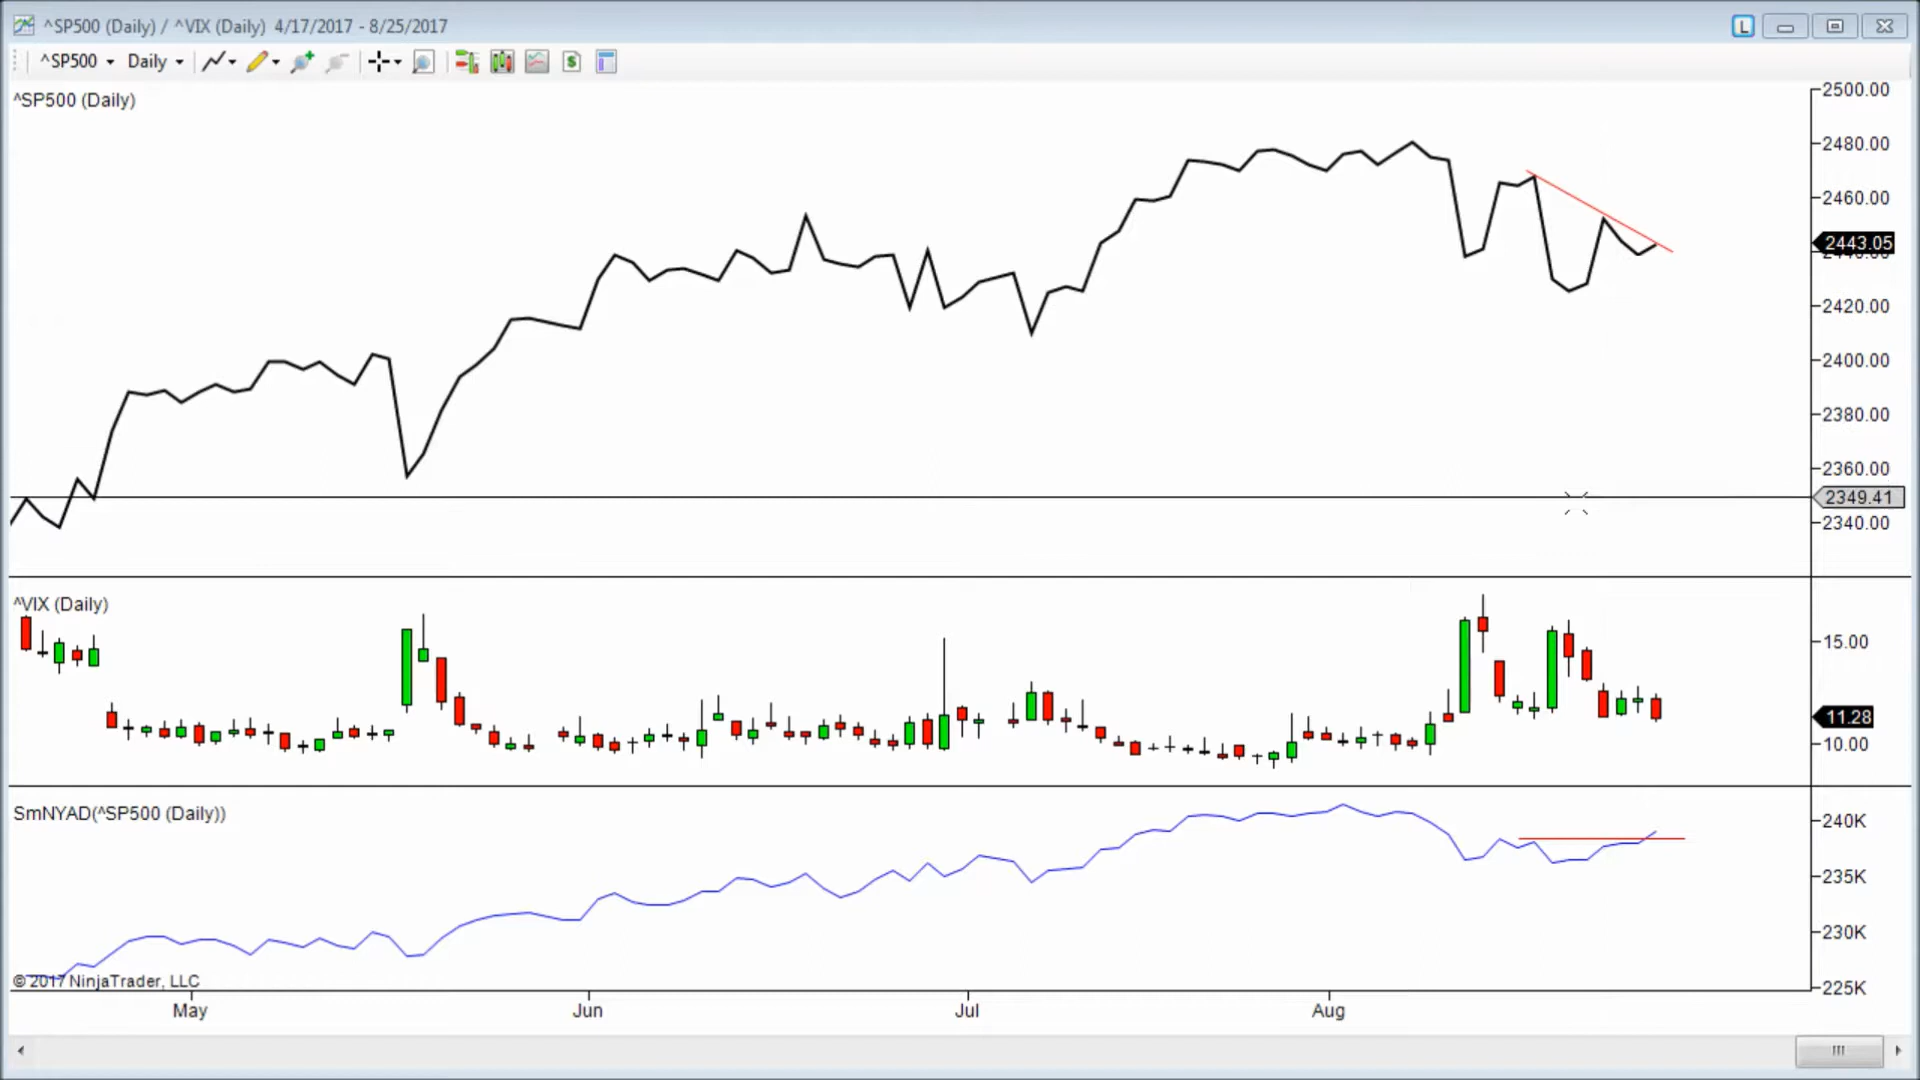 ^SP500 (Daily) / ^VIX (Daily) 4/17/2017 - 8/25/2017
L
^SP500 Daily
$
^SP500 (Daily)
2500.00
2480.00
2460.00
2443.05
2420.00
2400.00
2380.00
2360.00
2349.41
2340.00
^VIX (Daily)
15.00
11.28
10.00
SmNYAD(^SP500 (Daily))
240K
235K
230K
© 2017 NinjaTrader, LLC
225K
May Jun Jul Aug